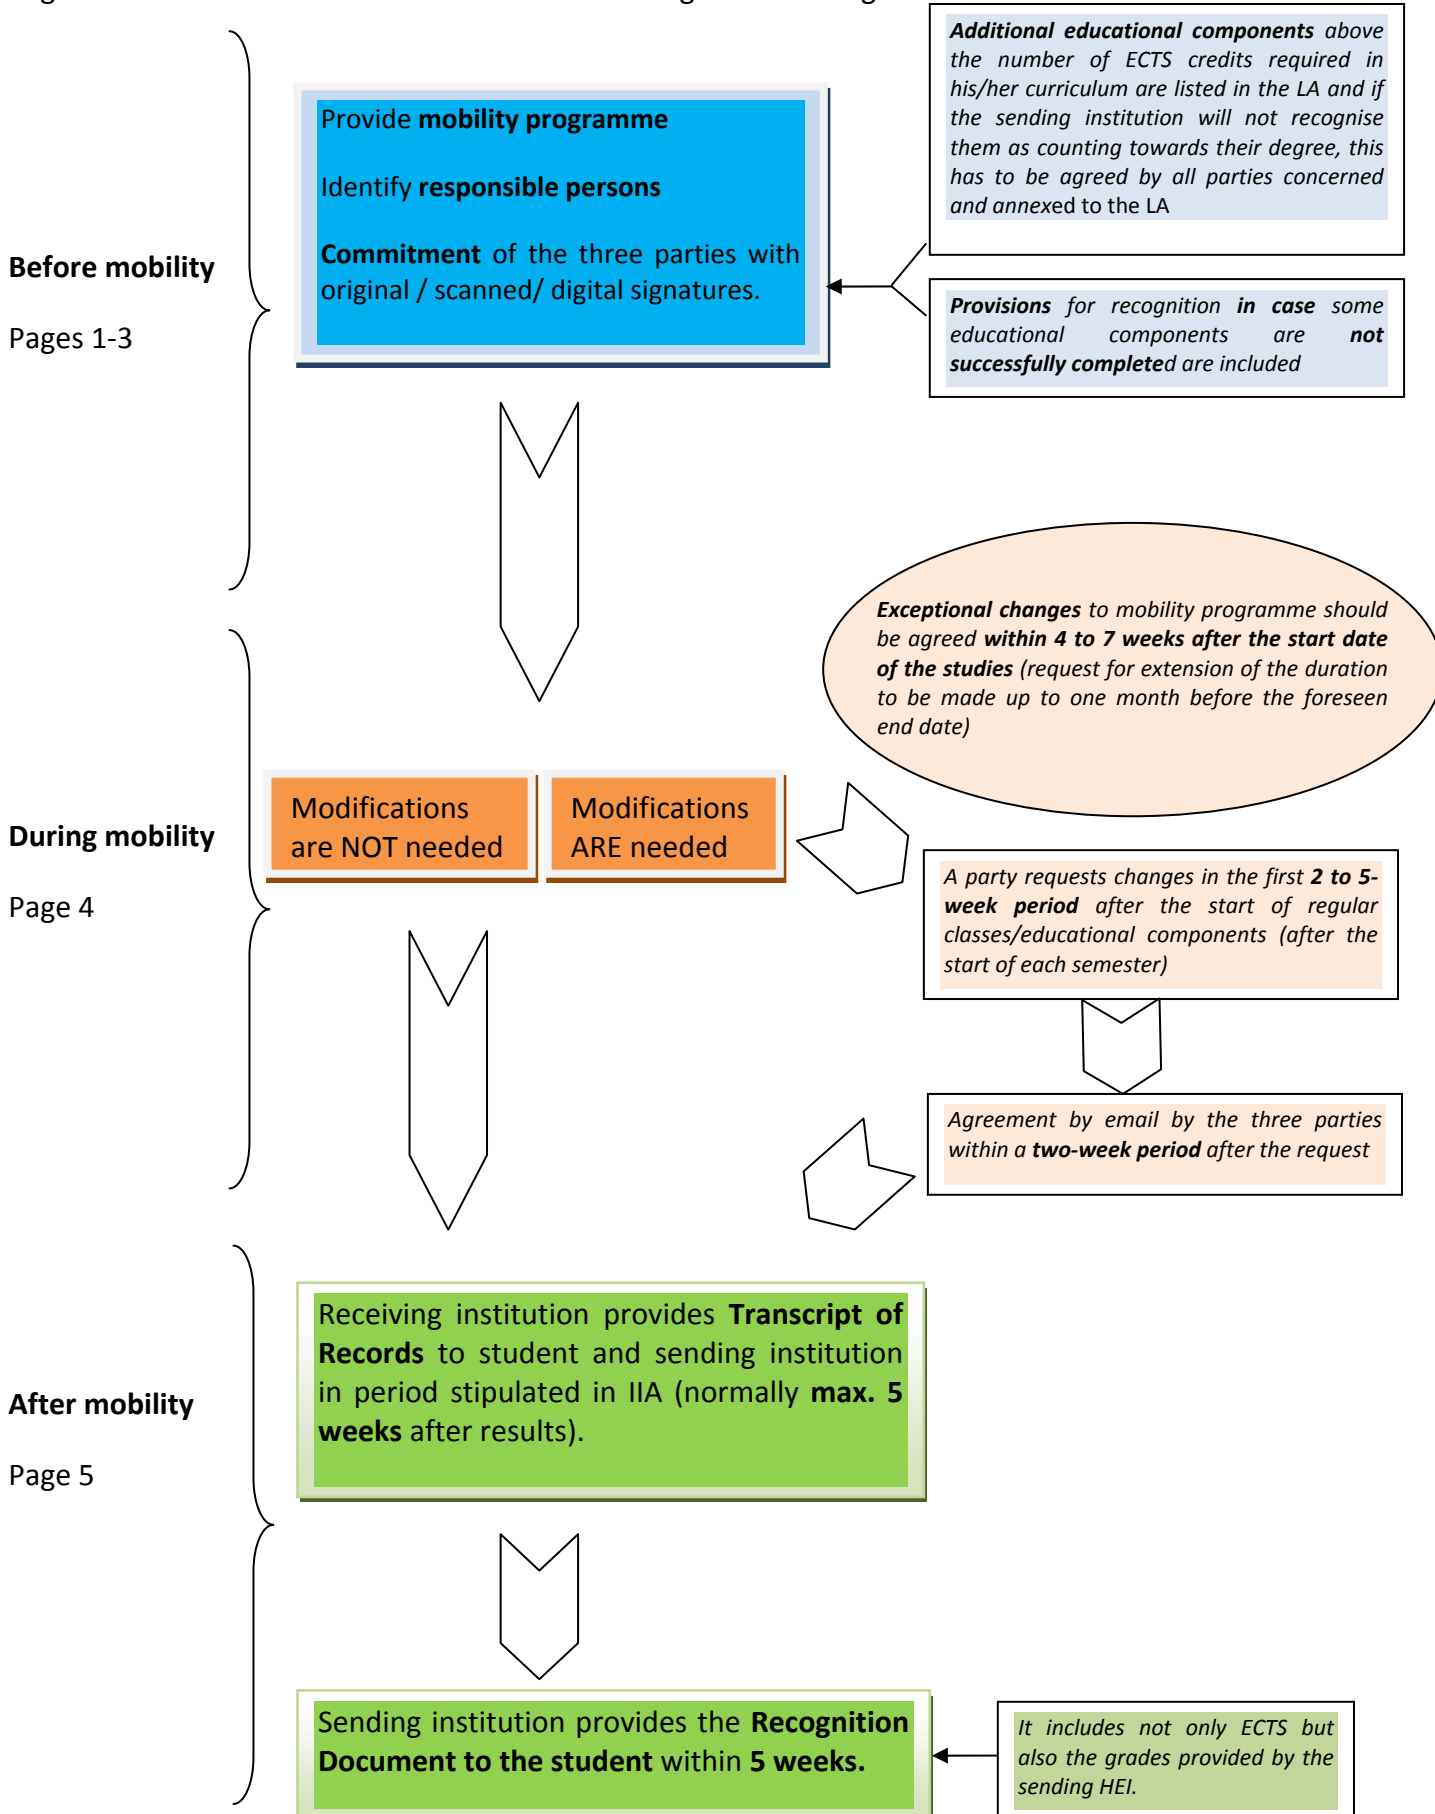 Additional educational components above
the number of ECTS credits required in
his/her curriculum are listed in the LA and if
the sending institution will not recognise
them as counting towards their degree, this
has to be agreed by all parties concerned
and annexed to the LA
Provide mobility programme
Identify responsible persons
Commitment of the three parties with
original / scanned/ digital signatures.
Before mobility
Pages 1-3
Provisions for recognition in case some
educational components are not
successfully completed are included
Exceptional changes to mobility programme should
be agreed within 4 to 7 weeks after the start date
of the studies (request for extension of the duration
to be made up to one month before the foreseen
end date)
During mobility
Page 4
Modifications
are NOT needed
Modifications
ARE needed
A party requests changes in the first 2 to 5-
week period after the start of regular
classes/educational components (after the
start of each semester)
Agreement by email by the three parties
within a two-week period after the request
After mobility
Page 5
Receiving institution provides Transcript of
Records to student and sending institution
in period stipulated in IIA (normally max. 5
weeks after results).
Sending institution provides the Recognition
Document to the student within 5 weeks.
It includes not only ECTS but
also the grades provided by the
sending HEI.